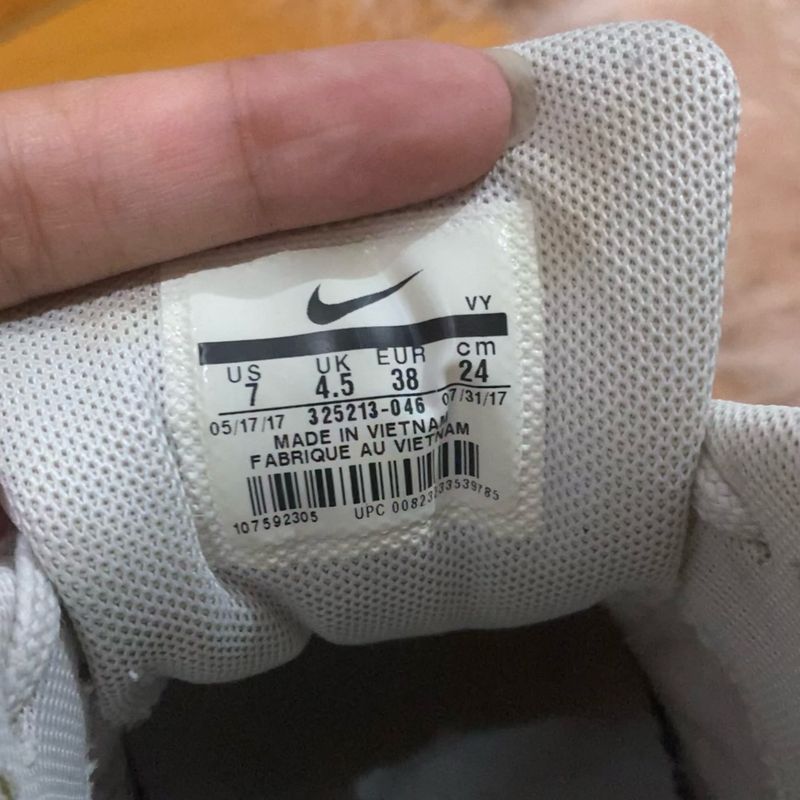 VY
US UK EUR cm
7 4.5 38 24
05/17/17 325213-046 07/31/17
MADE IN VIETNAM
FABRIQUE AU VIETNAM
107592305 UPC